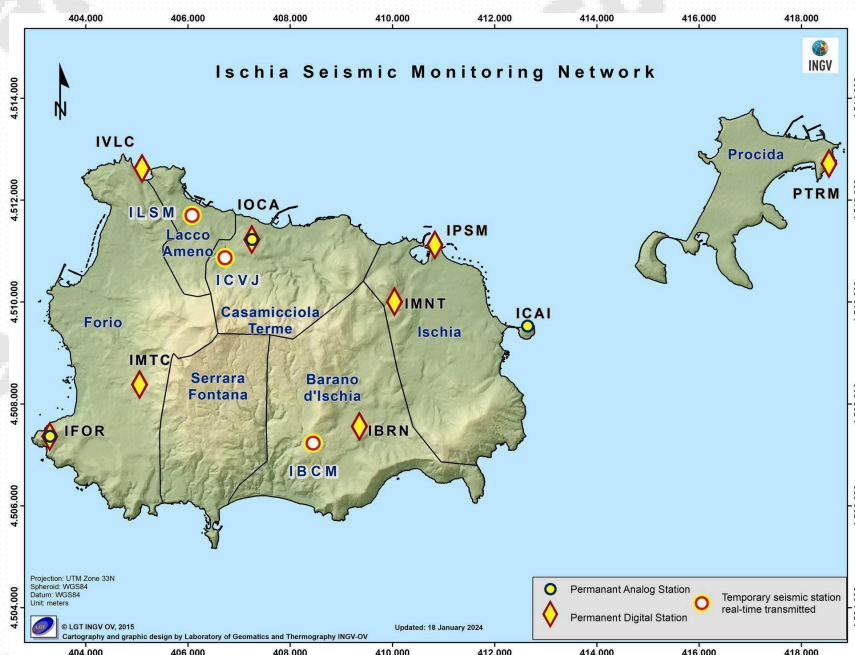 404.000 406.000 408.000 410.000 412.000 414.000 416.000 418.000
Ischia Seismic Monitoring Network
INGV
N
4.514.000
4.512.000
4.510.000
4.508.000
4.506.000
4.504.000
IVLC
Procida
PTRM
ILSM
IOCA
Lacco
Ameno
IPSM
ICVJ
IMNT
Casamicciola
Terme
ICAI
Forio
Ischia
IMTC
Serrara
Fontana
Barano
d'Ischia
IFOR
IBRN
IBCM
Projection: UTM Zone 33N
Spheroid: WGS84
Datum: WGS84
Unit: meters
Permanant Analog Station
Permanent Digital Station
Temporary seismic station
real-time transmitted
LGT
© LGT INGV OV, 2015
Updated: 18 January 2024
Cartography and graphic design by Laboratory of Geomatics and Thermography INGV-OV
404.000 406.000 408.000 410.000 412.000 414.000 416.000 418.000